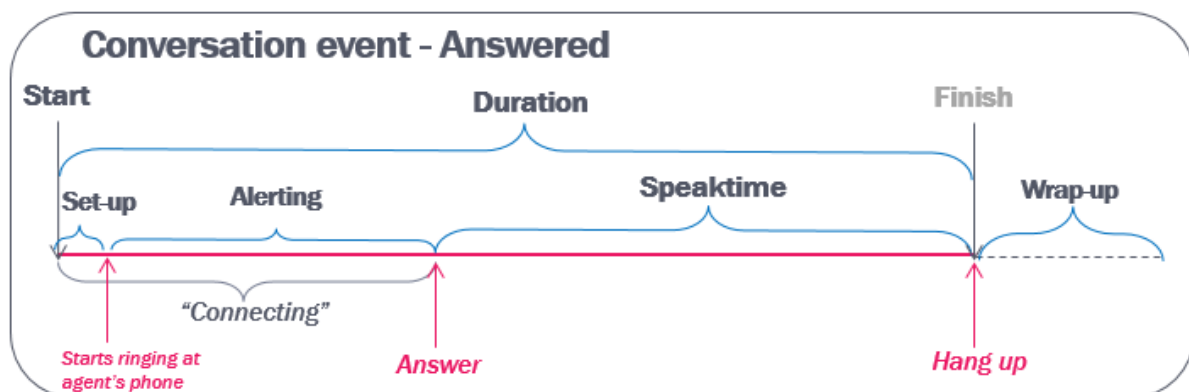 Conversation event - Answered
Start
Duration
Finish
Set-up
Alerting
Speaktime
Wrap-up
“Connecting”
Starts ringing at
agent’s phone
Answer
Hang up